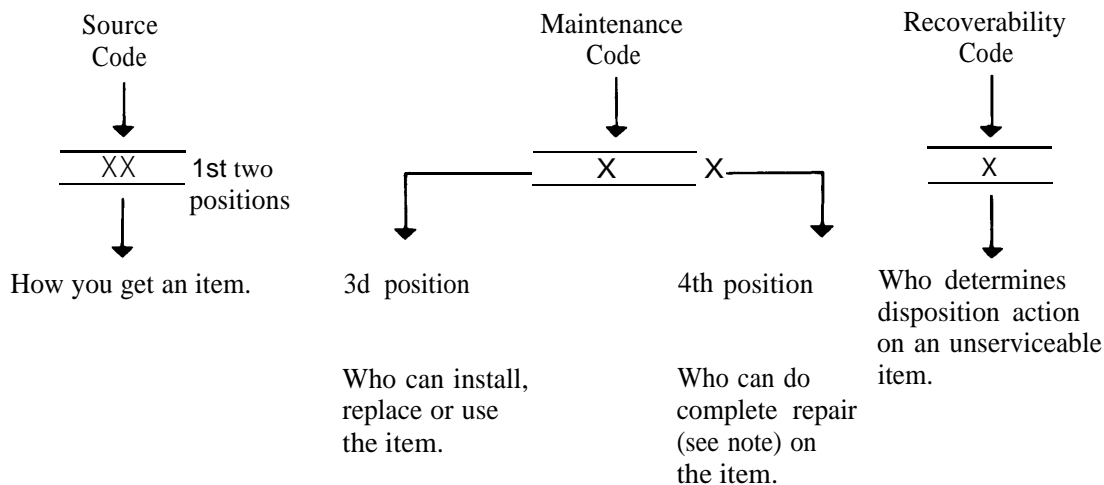 Source
Code
XX
1st two
positions
How you get an item.
Maintenance
Code
X
X
3d position
Who can install,
replace or use
the item.
4th position
Who can do
complete repair
(see note) on
the item.
Recoverability
Code
X
Who determines
disposition action
on an unserviceable
item.